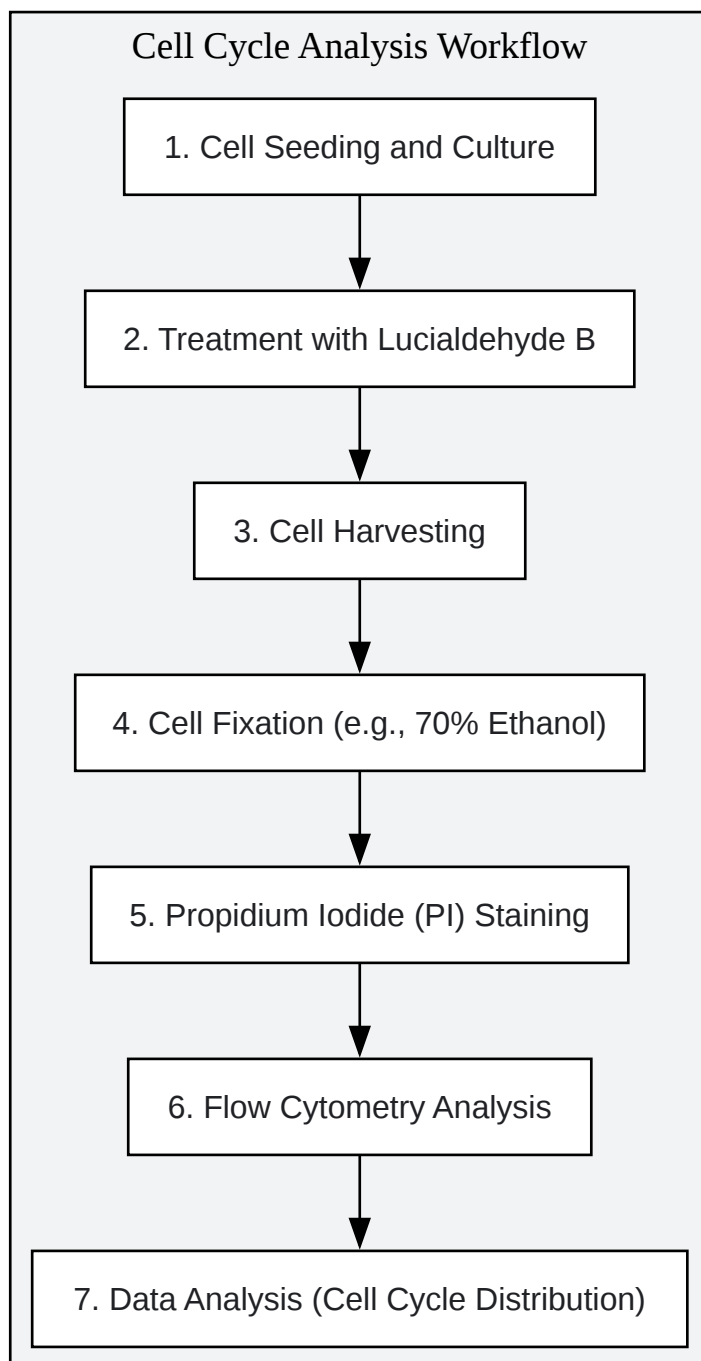 Cell Cycle Analysis Workflow
1. Cell Seeding and Culture
2. Treatment with Lucialdehyde B
3. Cell Harvesting
4. Cell Fixation (e.g., 70% Ethanol)
5. Propidium Iodide (PI) Staining
6. Flow Cytometry Analysis
7. Data Analysis (Cell Cycle Distribution)